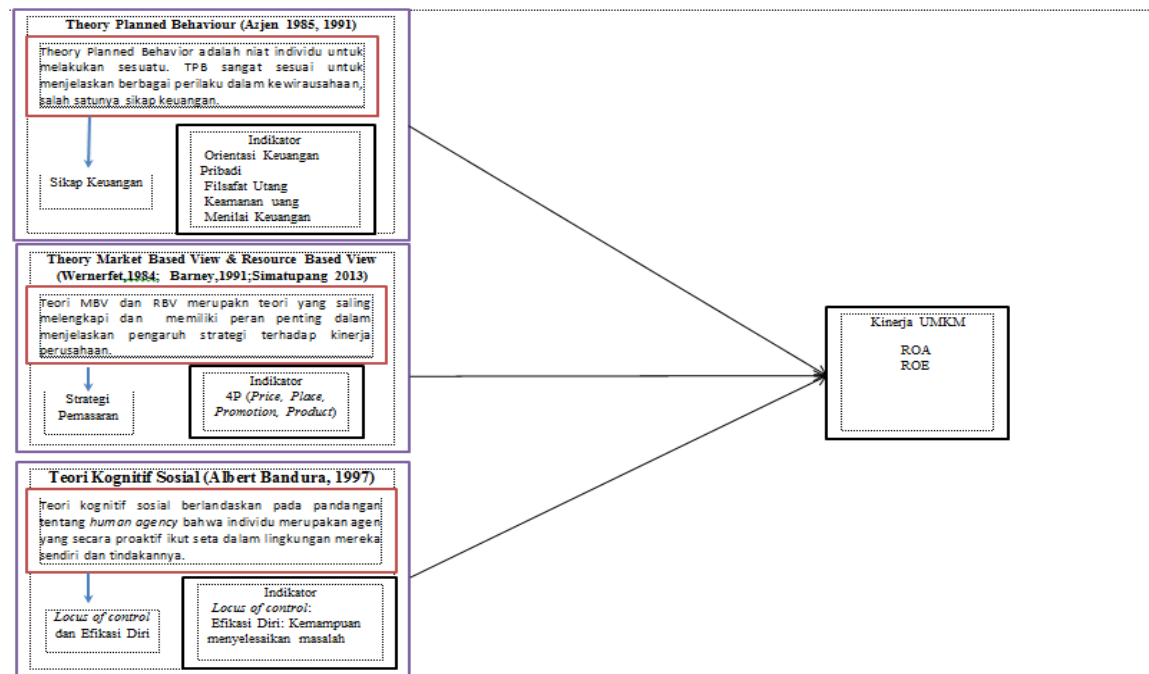 Theory Planned Behaviour (Azjen 1985, 1991)
Theory Planned Behavior adalah niat individu untuk
melakukan sesuatu. TPB sangat sesuai untuk
menjelaskan berbagai perilaku dalam kewirausahaan,
salah satunya sikap keuangan.
Sikap Keuangan
Indikator
Orientasi Keuangan
Pribadi
Filsafat Utang
Keamanan uang
Menilai Keuangan
Theory Market Based View & Resource Based View
(Wernerfet,1984; Barney,1991;Simatupang 2013)
Teori MBV dan RBV merupakn teori yang saling
melengkapi dan memiliki peran penting dalam
menjelaskan pengaruh strategi terhadap kinerja
perusahaan.
Strategi
Pemasaran
Indikator
4P (Price, Place,
Promotion, Product)
Teori Kognitif Sosial (Albert Bandura, 1997)
Teori kognitif sosial berlandaskan pada pandangan
tentang human agency bahwa individu merupakan agen
yang secara proaktif ikut seta dalam lingkungan mereka
sendiri dan tindakannya.
Locus of control
dan Efikasi Diri
Indikator
Locus of control:
Efikasi Diri: Kemampuan
menyelesaikan masalah
Kinerja UMKM
ROA
ROE